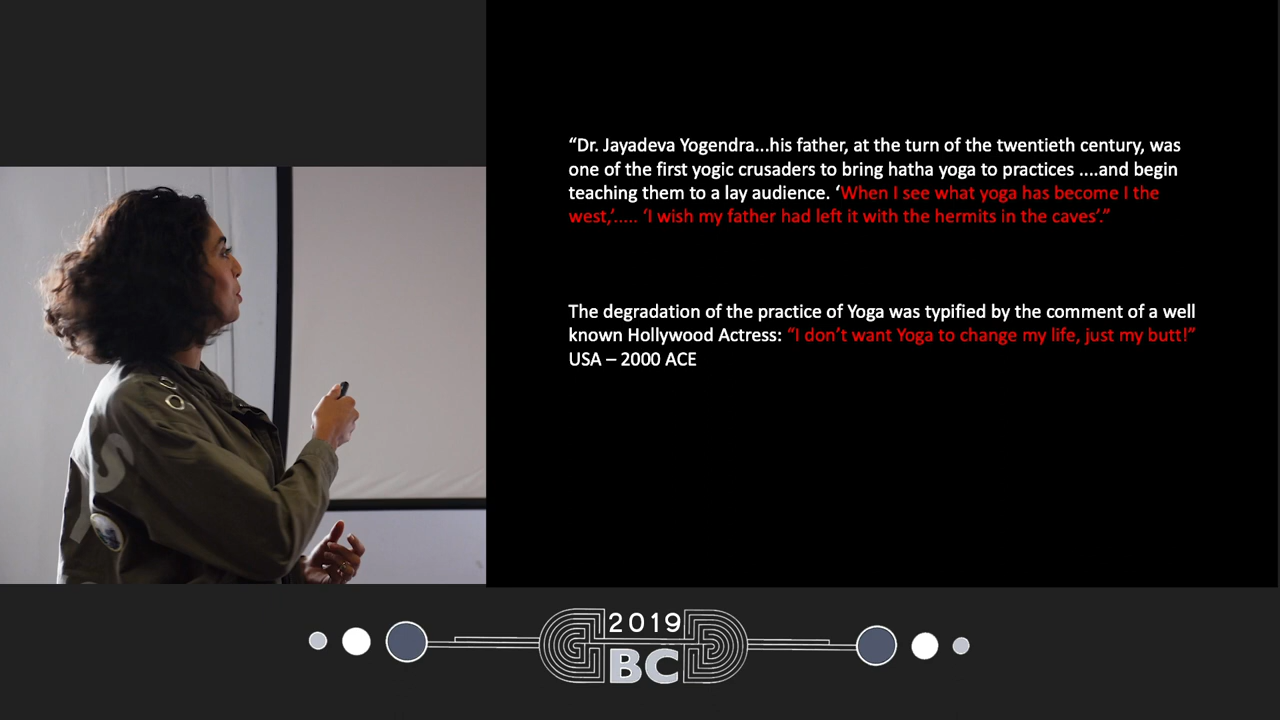 “Dr. Jayadeva Yogendra...his father, at the turn of the twentieth century, was
one of the first yogic crusaders to bring hatha yoga to practices ....and begin
teaching them to a lay audience. ‘When I see what yoga has become I the
west,’..... ‘I wish my father had left it with the hermits in the caves’.”
The degradation of the practice of Yoga was typified by the comment of a well
known Hollywood Actress: “I don’t want Yoga to change my life, just my butt!”
USA – 2000 ACE
2019
BC